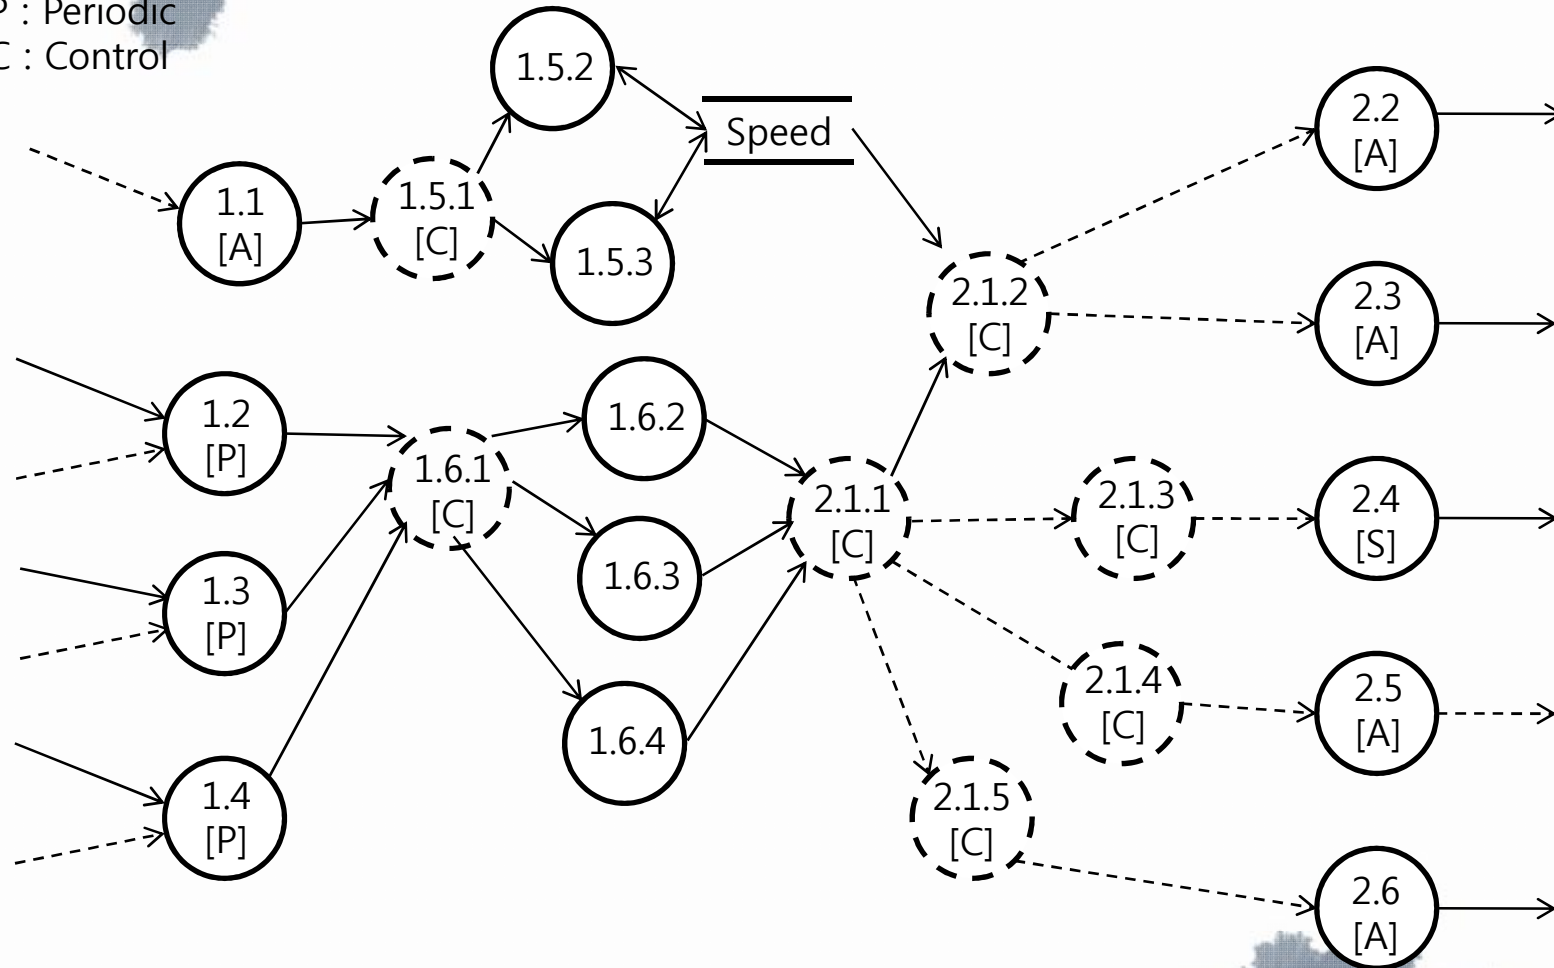 P : Periodic
C : Control
1.5.2
Speed
2.2
[A]
1.1
[A]
1.5.1
[C]
1.5.3
2.1.2
[C]
2.3
[A]
1.2
[P]
1.6.2
1.6.1
[C]
2.1.1
[C]
2.1.3
[C]
2.4
[S]
1.3
[P]
1.6.3
2.1.4
[C]
2.5
[A]
1.4
[P]
1.6.4
2.1.5
[C]
2.6
[A]